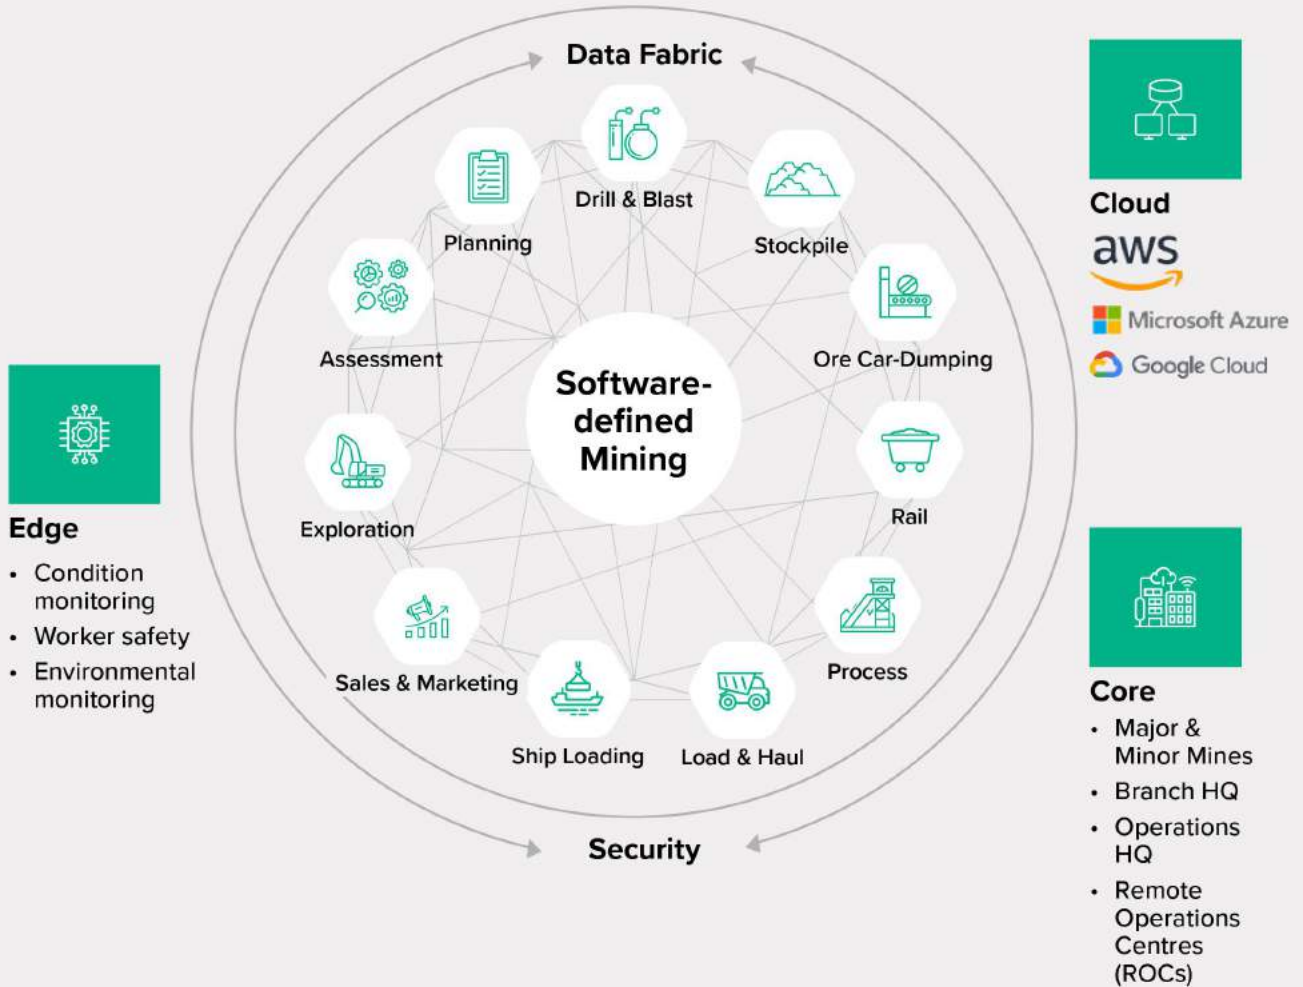 Data Fabric
Drill & Blast
Planning
Stockpile
Assessment
Ore Car-Dumping
Software-
defined
Mining
Exploration
Rail
Sales & Marketing
Process
Ship Loading
Load & Haul
Security
Edge
• Condition
monitoring
• Worker safety
• Environmental
monitoring
Cloud
aws
Microsoft Azure
Google Cloud
Core
• Major &
Minor Mines
• Branch HQ
• Operations
HQ
• Remote
Operations
Centres
(ROCs)